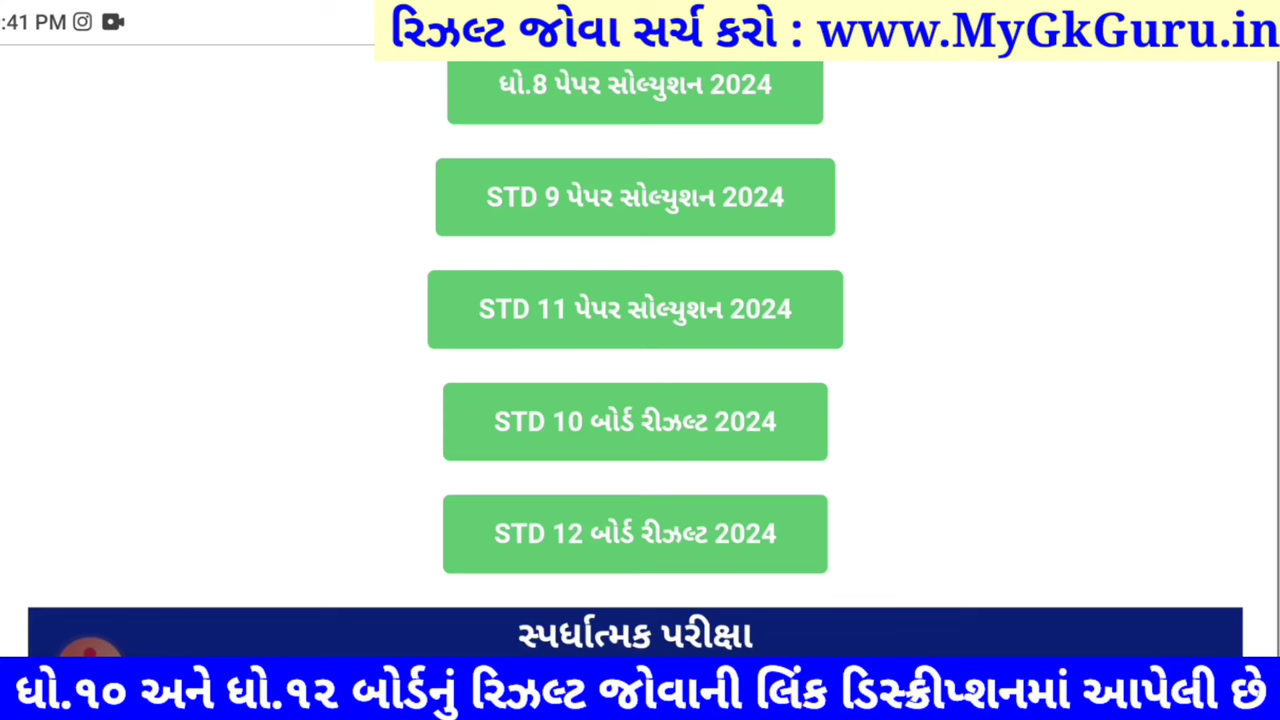 :41 PM
રિઝલ્ટ જોવા સર્ચ કરો : www.MyGkGuru.in
ધો.8 પેપર સોલ્યુશન 2024
STD 9 પેપર સોલ્યુશન 2024
STD 11 પેપર સોલ્યુશન 2024
STD 10 બોર્ડ રીઝલ્ટ 2024
STD 12 બોર્ડ રીઝલ્ટ 2024
સ્પર્ધાત્મક પરીક્ષા
ધો.૧૦ અને ધો.૧૨ બોર્ડનું રિઝલ્ટ જોવાની લિંક ડિસ્ક્રીપ્શનમાં આપેલી છે